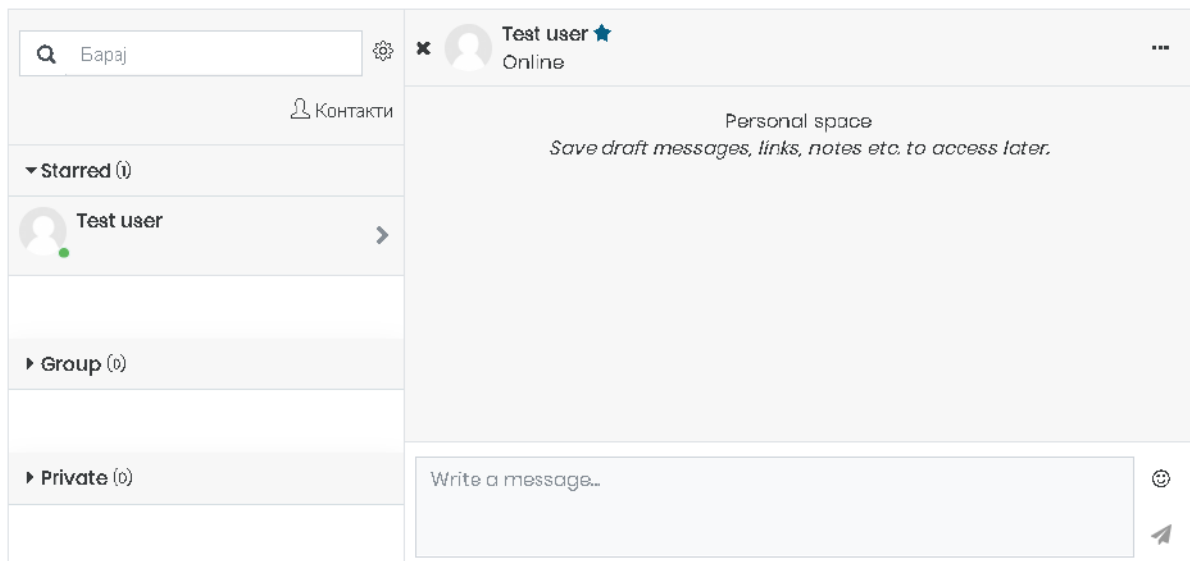 Барај
Контакти
Starred (1)
Test user
Group (0)
Private (0)
Test user
Online
Personal space
Save draft messages, links, notes etc. to access later.
Write a message...